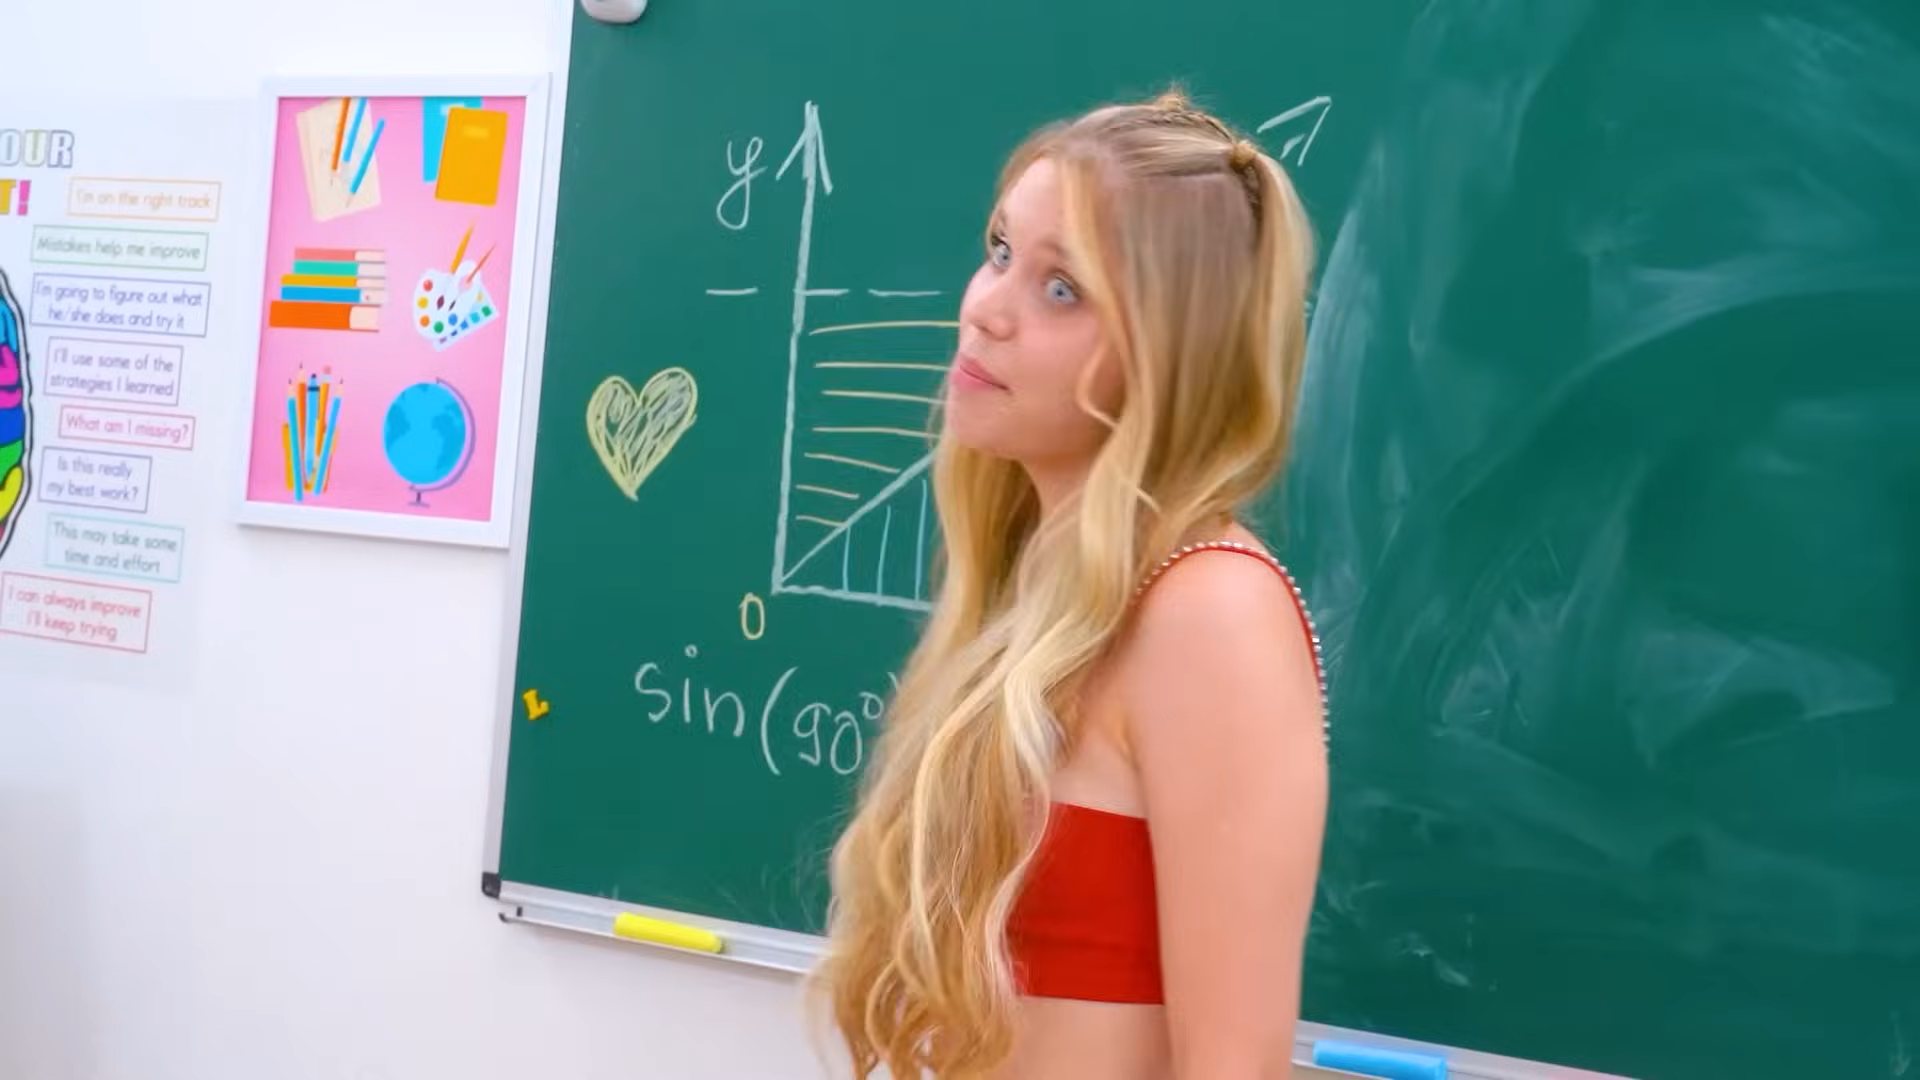 OUR
T!
I'm on the right track
Mistakes help me improve
I'm going to figure out what
he/she does and try it
I'll use some of the
strategies I learned
What am I missing?
Is this really
my best work?
This may take some
time and effort
I can always improve
I'll keep trying
y
0
L
sin(90°